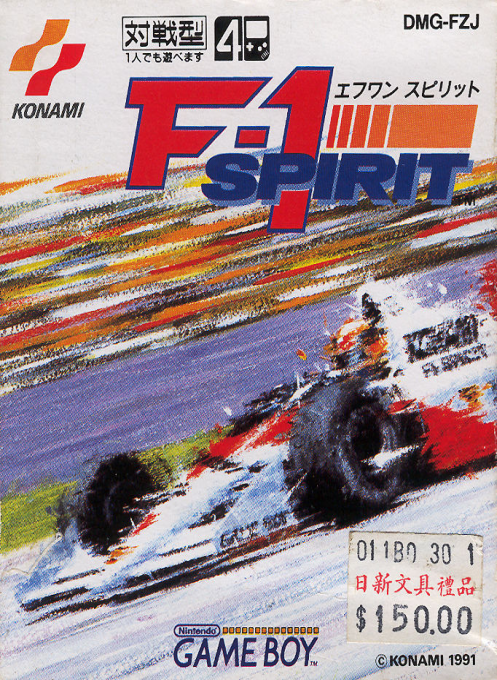 対戦型 4
1人でも遊べます
DMG-FZJ
KONAMI
エフワン スピリット
F-1
SPIRIT
TM
KONAMI
01180 30 1
日新文具禮品
$150.00
Nintendo
GAME BOY TM
© KONAMI 1991